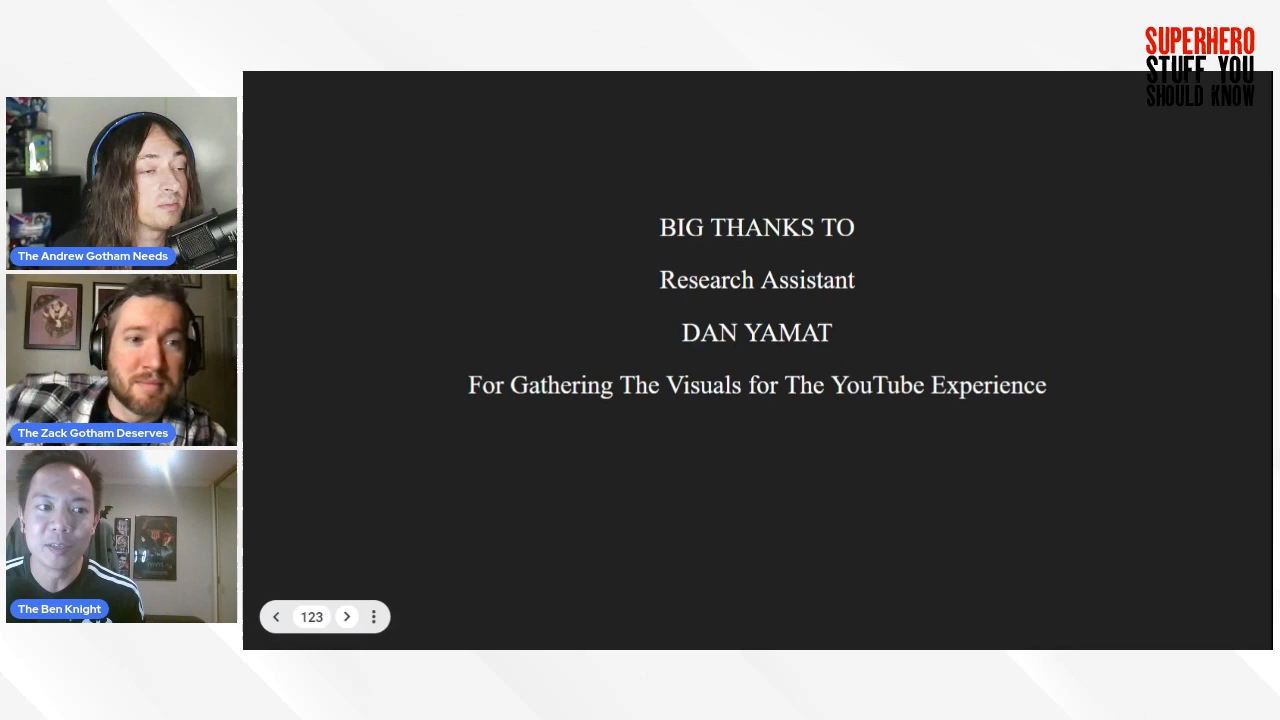 SUPERHERO
STUFF YOU
SHOULD KNOW
The Andrew Gotham Needs
The Zack Gotham Deserves
The Ben Knight
BIG THANKS TO
Research Assistant
DAN YAMAT
For Gathering The Visuals for The YouTube Experience
123